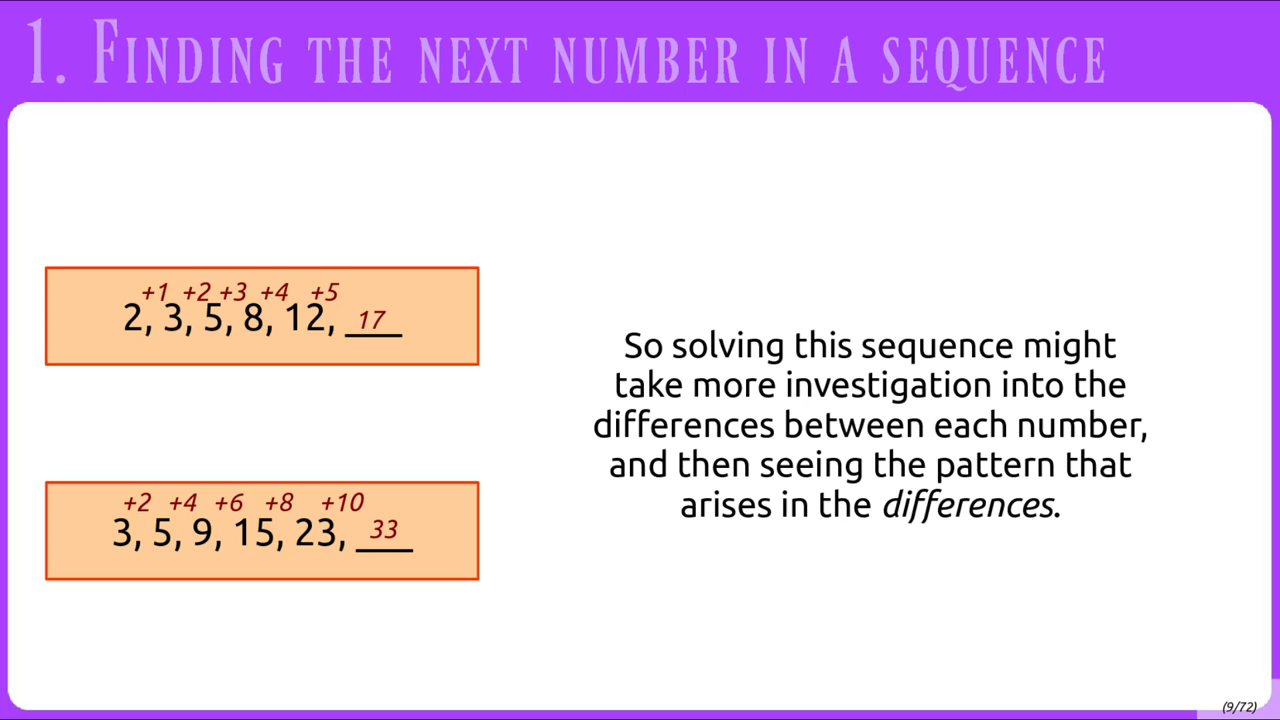 1. Finding the next number in a sequence
+1 +2 +3 +4 +5
2, 3, 5, 8, 12, 17
+2 +4 +6 +8 +10
3, 5, 9, 15, 23, 33
So solving this sequence might
take more investigation into the
differences between each number,
and then seeing the pattern that
arises in the differences.
(9/72)